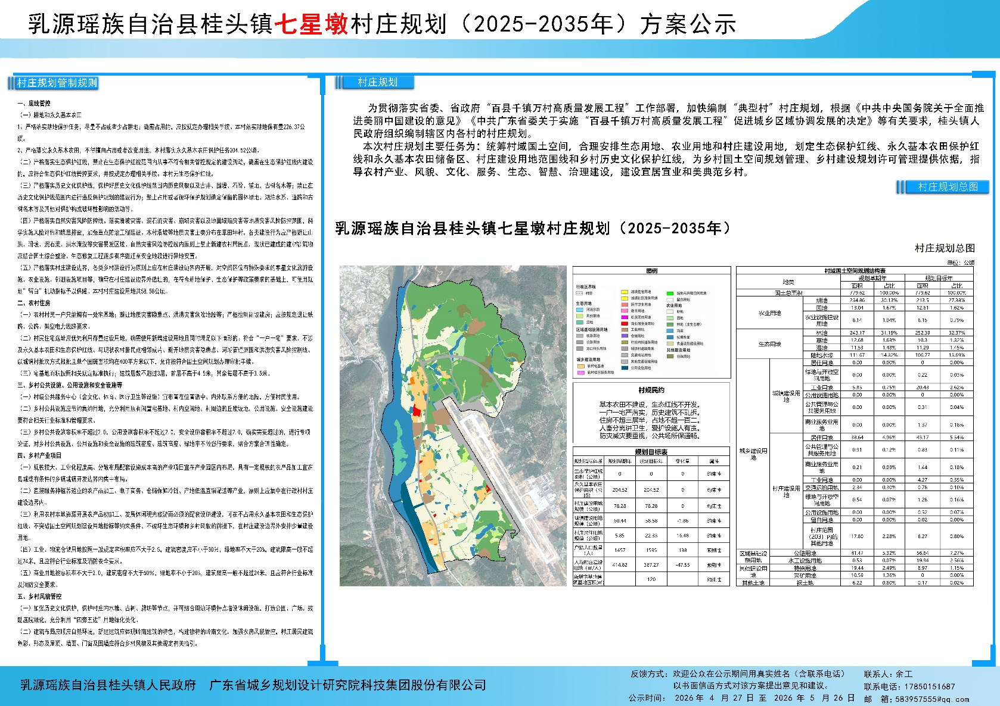 乳源瑶族自治县桂头镇七星墩村庄规划（2025-2035年）方案公示
村庄规划管制规则
一、底线管控
（一）耕地和永久基本农田
1、严格落实耕地保护任务，尽量不占或者少占耕地；确需占用的，应按规定办理相关手续。本村落实耕地保有量226.37公
顷。
2、严格落实永久基本农田，不得擅自占用或者改变用途。本村落实永久基本农田保护任务204.52公顷。
（二）严格落实生态保护红线，禁止在生态保护红线范围内从事不符合相关管控规定的建设活动，确需在生态保护红线内建设
的，应符合生态保护红线管控要求，并按规定办理相关手续。本村无生态保护红线。
（三）严格落实历史文化保护线，保护好历史文化保护线范围内历史风貌以及古井、围墙、石阶、铺地、古树名木等；禁止在
历史文化保护线范围内进行违反保护规划的建设行为；禁止占用或者破坏保护规划确定保留的园林绿地、湖泊水系、道路和古
树名木等及其他对保护构成破坏性影响的活动等。
（四）严格落实自然灾害风险防控线，落实滑坡灾害、泥石流灾害、崩塌灾害以及地面塌陷灾害等地质灾害风险防控范围，科
学实施风险评估和隐患排查，加强重点防治工程建设。本村滑坡等地质灾害主要分布在草田坪村，各类建设行为应严格避让山
洪、滑坡、泥石流、洪水淹没等灾害易发区域，自然灾害风险防控线内原则上禁止新建农村居民点，现状已建成的建(构)筑物
应结合国土综合整治、生态修复工程逐步有序搬迁至安全地段进行异地安置。
（五）严格落实村庄建设边界，各类乡村建设行为原则上应在村庄建设边界内开展，对空间区位有特殊要求的零星文化旅游设
施、农业设施、邻避设施项目等，确需在村庄建设边界外选址的，在符合耕地保护、生态保护等政策要求的基础上，可使用规
划"留白"机动指标予以保障。本村村庄建设用地共58.58公顷。
二、农村住房
（一）农村村民一户只能拥有一处宅基地；避让地质灾害隐患点、洪涝灾害危险地段等；严格控制削坡建房；应按规定退让铁
路、公路、架空电力线路要求。
（二）村民住宅选址应优先利用存量建设用地，确需使用新增建设用地且同时满足以下情形的：符合"一户一宅"要求，不涉
及永久基本农田和生态保护红线、与现状农村居民点相邻成片、避开地质灾害隐患点、河湖管理范围和洪涝灾害风险控制线、
以城镇村批次方式报批且单个图斑面积均在400平方米以下，允许按符合国土空间规划办理审批手续。
（三）宅基地面积按照相关规定标准执行；建筑层数不超过3层，首层不高于4.5米，其余每层不高于3.5米。
三、乡村公共设施、公用设施和安全设施等
（一）村级公共服务中心（含文化、体育、医疗卫生等设施）宜布置在位置适中、内外联系方便的地段，方便村民使用。
（二）乡村公共设施应节约集约用地，充分利用原有闲置宅基地、村内空闲地、村周边的丘陵坡地。公用设施、安全设施建设
要符合相关行业标准和管理要求。
（三）乡村公共设施容积率不超过2.0，公用设施容积率不超过2.0，安全设施容积率不超过2.0，确实需要超过的，进行专项
论证。对乡村公共设施、公用设施和安全设施的建筑密度、建筑高度、绿地率不做强行要求，结合方案合理性确定。
四、乡村产业项目
（一）规模较大、工业化程度高、分散布局配套设施成本高的产业项目宜在产业园区内布局，具有一定规模的农产品加工宜在
县城或有条件的乡镇城镇开发边界内集中布局。
（二）直接服务种植养殖业的农产品加工、电子商务、仓储保鲜冷链、产地低温直销配送等产业，原则上应集中在行政村村庄
建设边界内。
（三）利用农村本地资源开展农产品初加工、发展休闲观光旅游而必须的配套设施建设，可在不占用永久基本农田和生态保护
红线、不突破国土空间规划建设用地指标等约束条件、不破坏生态环境和乡村风貌的前提下，在村庄建设边界外安排少量建设
用地。
（四）工业、物流仓储用地按照一般规定容积率应不大于2.5，建筑密度应不小于30%，绿地率不大于20%，建筑限高一般不超
过24米，且应符合行业标准及消防安全要求。
（五）商业用地按容积率不大于2.0，建筑密度不大于50%，绿地率不小于20%，建筑限高一般不超过24米，且应符合行业标准
及消防安全要求。
五、乡村风貌管控
（一）加强历史文化保护，保护村庄内水塘、古树、牌坊等节点，并可结合周边环境特点增设休闲设施，打造公园、广场。鼓
励庭院绿化，充分利用"四旁五边"用地绿化美化。
（二）建筑布局应顺应自然环境，新建建筑应体现岭南建筑的特色，构建独特的岭南文化。加强农房风貌管控，村庄居民建筑
色彩、形态及屋顶、墙面、门窗及围墙应符合乡村风貌及其他规定有关指引。
村庄规划
为贯彻落实省委、省政府"百县千镇万村高质量发展工程"工作部署，加快编制"典型村"村庄规划，根据《中共中央国务院关于全面推
进美丽中国建设的意见》《中共广东省委关于实施"百县千镇万村高质量发展工程"促进城乡区域协调发展的决定》等有关要求，桂头镇人
民政府组织编制辖区内各村的村庄规划。
本次村庄规划主要任务为：统筹村域国土空间，合理安排生态用地、农业用地和村庄建设用地，划定生态保护红线、永久基本农田保护红
线和永久基本农田储备区、村庄建设用地范围线和乡村历史文化保护红线，为乡村国土空间规划管理、乡村建设规划许可管理提供依据，指
导农村产业、风貌、文化、服务、生态、智慧、治理建设，建设宜居宜业和美典范乡村。
村庄规划总图
乳源瑶族自治县桂头镇七星墩村庄规划（2025-2035年）
村庄规划总图
单位：公顷
图例
行政区界线
村界
生态用地
河流水面
其他草地
湿地
区域基础设施用地
铁路用地
公路用地
港口码头用地
城乡建设用地
农村宅基地
农村社区服务用地
城镇住宅用地
城镇社区服务用地
医疗卫生用地
教育用地
机关团体用地
商业服务业用地
工业用地
仓储用地
村庄内部道路用地
城镇村道路用地
交通场站用地
其他交通设施用地
公用设施用地
绿地与开敞空间用地
留白用地
农业用地
耕地
园地
林地（非生态林）
沟渠
坑塘水面
农业设施建设用地
其他建设用地
特殊用地
村规民约
基本农田不建设，生态红线不开发。
一户一宅严落实，历史建筑不乱拆。
住房不超三层半，占地不超一百二。
人畜分离讲卫生，爱护设施人有责。
防灾减灾要重视，公共场所保通畅。
规划目标表
规划指标体系 规划基期年 规划目标年 变化量 属性
生态保护红线面积（公顷） 0 0 0 约束性
永久基本农田保护面积（公顷） 204.52 204.52 0 约束性
村庄建设用地规模（公顷） 78.28 78.28 0 约束性
城镇建设用地规模（公顷） 60.44 58.58 -1.86 约束性
村庄居住用地规模（公顷） 5.85 22.33 16.48 约束性
户籍人口数量（人） 1457 1595 138 预期性
人均村庄建设用地（㎡/人） 414.82 367.27 -47.55 预期性
新增宅基地建筑基地面积(㎡) 120 约束性
村域国土空间规划结构表
地类 规划基期年 规划目标年
面积 占比 面积 占比
国土总面积 779.62 100.00% 779.62 100.00%
农业用地 耕地 234.86 30.13% 213.5 27.38%
园地 13.04 1.67% 12.61 1.62%
农业设施建设用地 8.14 1.04% 6.15 0.79%
生态用地 林地 243.17 31.19% 252.39 32.37%
草地 12.68 1.63% 10.3 1.32%
湿地 11.53 1.48% 11.29 1.45%
陆地水域 111.67 14.32% 106.77 13.69%
城乡建设用地 城镇建设用地 居住用地 0.00 0.00% 0 0.00%
绿地与开敞空间用地 0.00 0.00% 0.22 0.03%
工业用地 5.85 0.75% 20.43 2.62%
公用设施用地 0.00 0.00% 0 0.00%
公共管理与公共服务用地 0.00 0.00% 0.31 0.04%
商业服务业用地 0.00 0.00% 1.37 0.18%
村庄建设用地 居住用地 38.64 4.96% 43.17 5.54%
公共管理与公共服务用地 0.91 0.12% 0.83 0.11%
商业服务业用地 0.21 0.03% 1.44 0.18%
工业用地 0.00 0.00% 4.27 0.55%
交通运输用地 2.34 0.30% 0.78 0.10%
绿地与开敞空间用地 0.54 0.07% 1.28 0.16%
公用设施用地 0.00 0.00% 0.52 0.07%
留白用地 0.00 0.00% 0.02 0.00%
村庄范围（203）内的其他用地 17.80 2.28% 6.27 0.80%
区域基础设施用地 公路用地 41.47 5.32% 56.64 7.27%
水工设施用地 0.53 0.07% 19.94 2.56%
其他建设用地 特殊用地 19.44 2.49% 8.97 1.15%
采矿用地 10.59 1.36% 0 0.00%
其他土地 裸土地 6.22 0.80% 0.17 0.02%
乳源瑶族自治县桂头镇人民政府 广东省城乡规划设计研究院科技集团股份有限公司
反馈方式：欢迎公众在公示期间用真实姓名（含联系电话）
以书面信函方式对该方案提出意见和建议。
公示时间： 2026年 4 月 27 日 至 2026 年 5 月 26 日
联系人：余工
联系电话：17850151687
邮 箱：583957555@qq.com